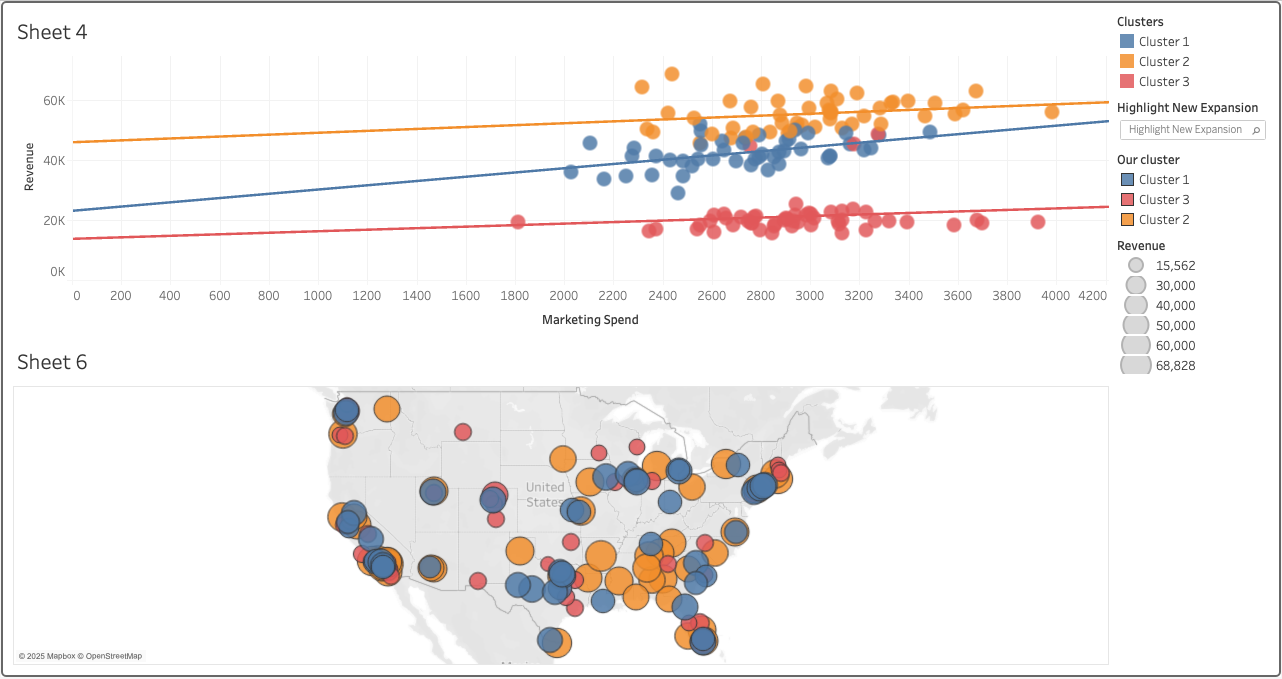 Sheet 4
Clusters
Cluster 1
Cluster 2
Cluster 3
Highlight New Expansion
Highlight New Expansion
Our cluster
Cluster 1
Cluster 3
Cluster 2
Revenue
15,562
30,000
40,000
50,000
60,000
68,828
Revenue
60K
40K
20K
0K
0 200 400 600 800 1000 1200 1400 1600 1800 2000 2200 2400 2600 2800 3000 3200 3400 3600 3800 4000 4200
Marketing Spend
Sheet 6
United
States
© 2025 Mapbox © OpenStreetMap